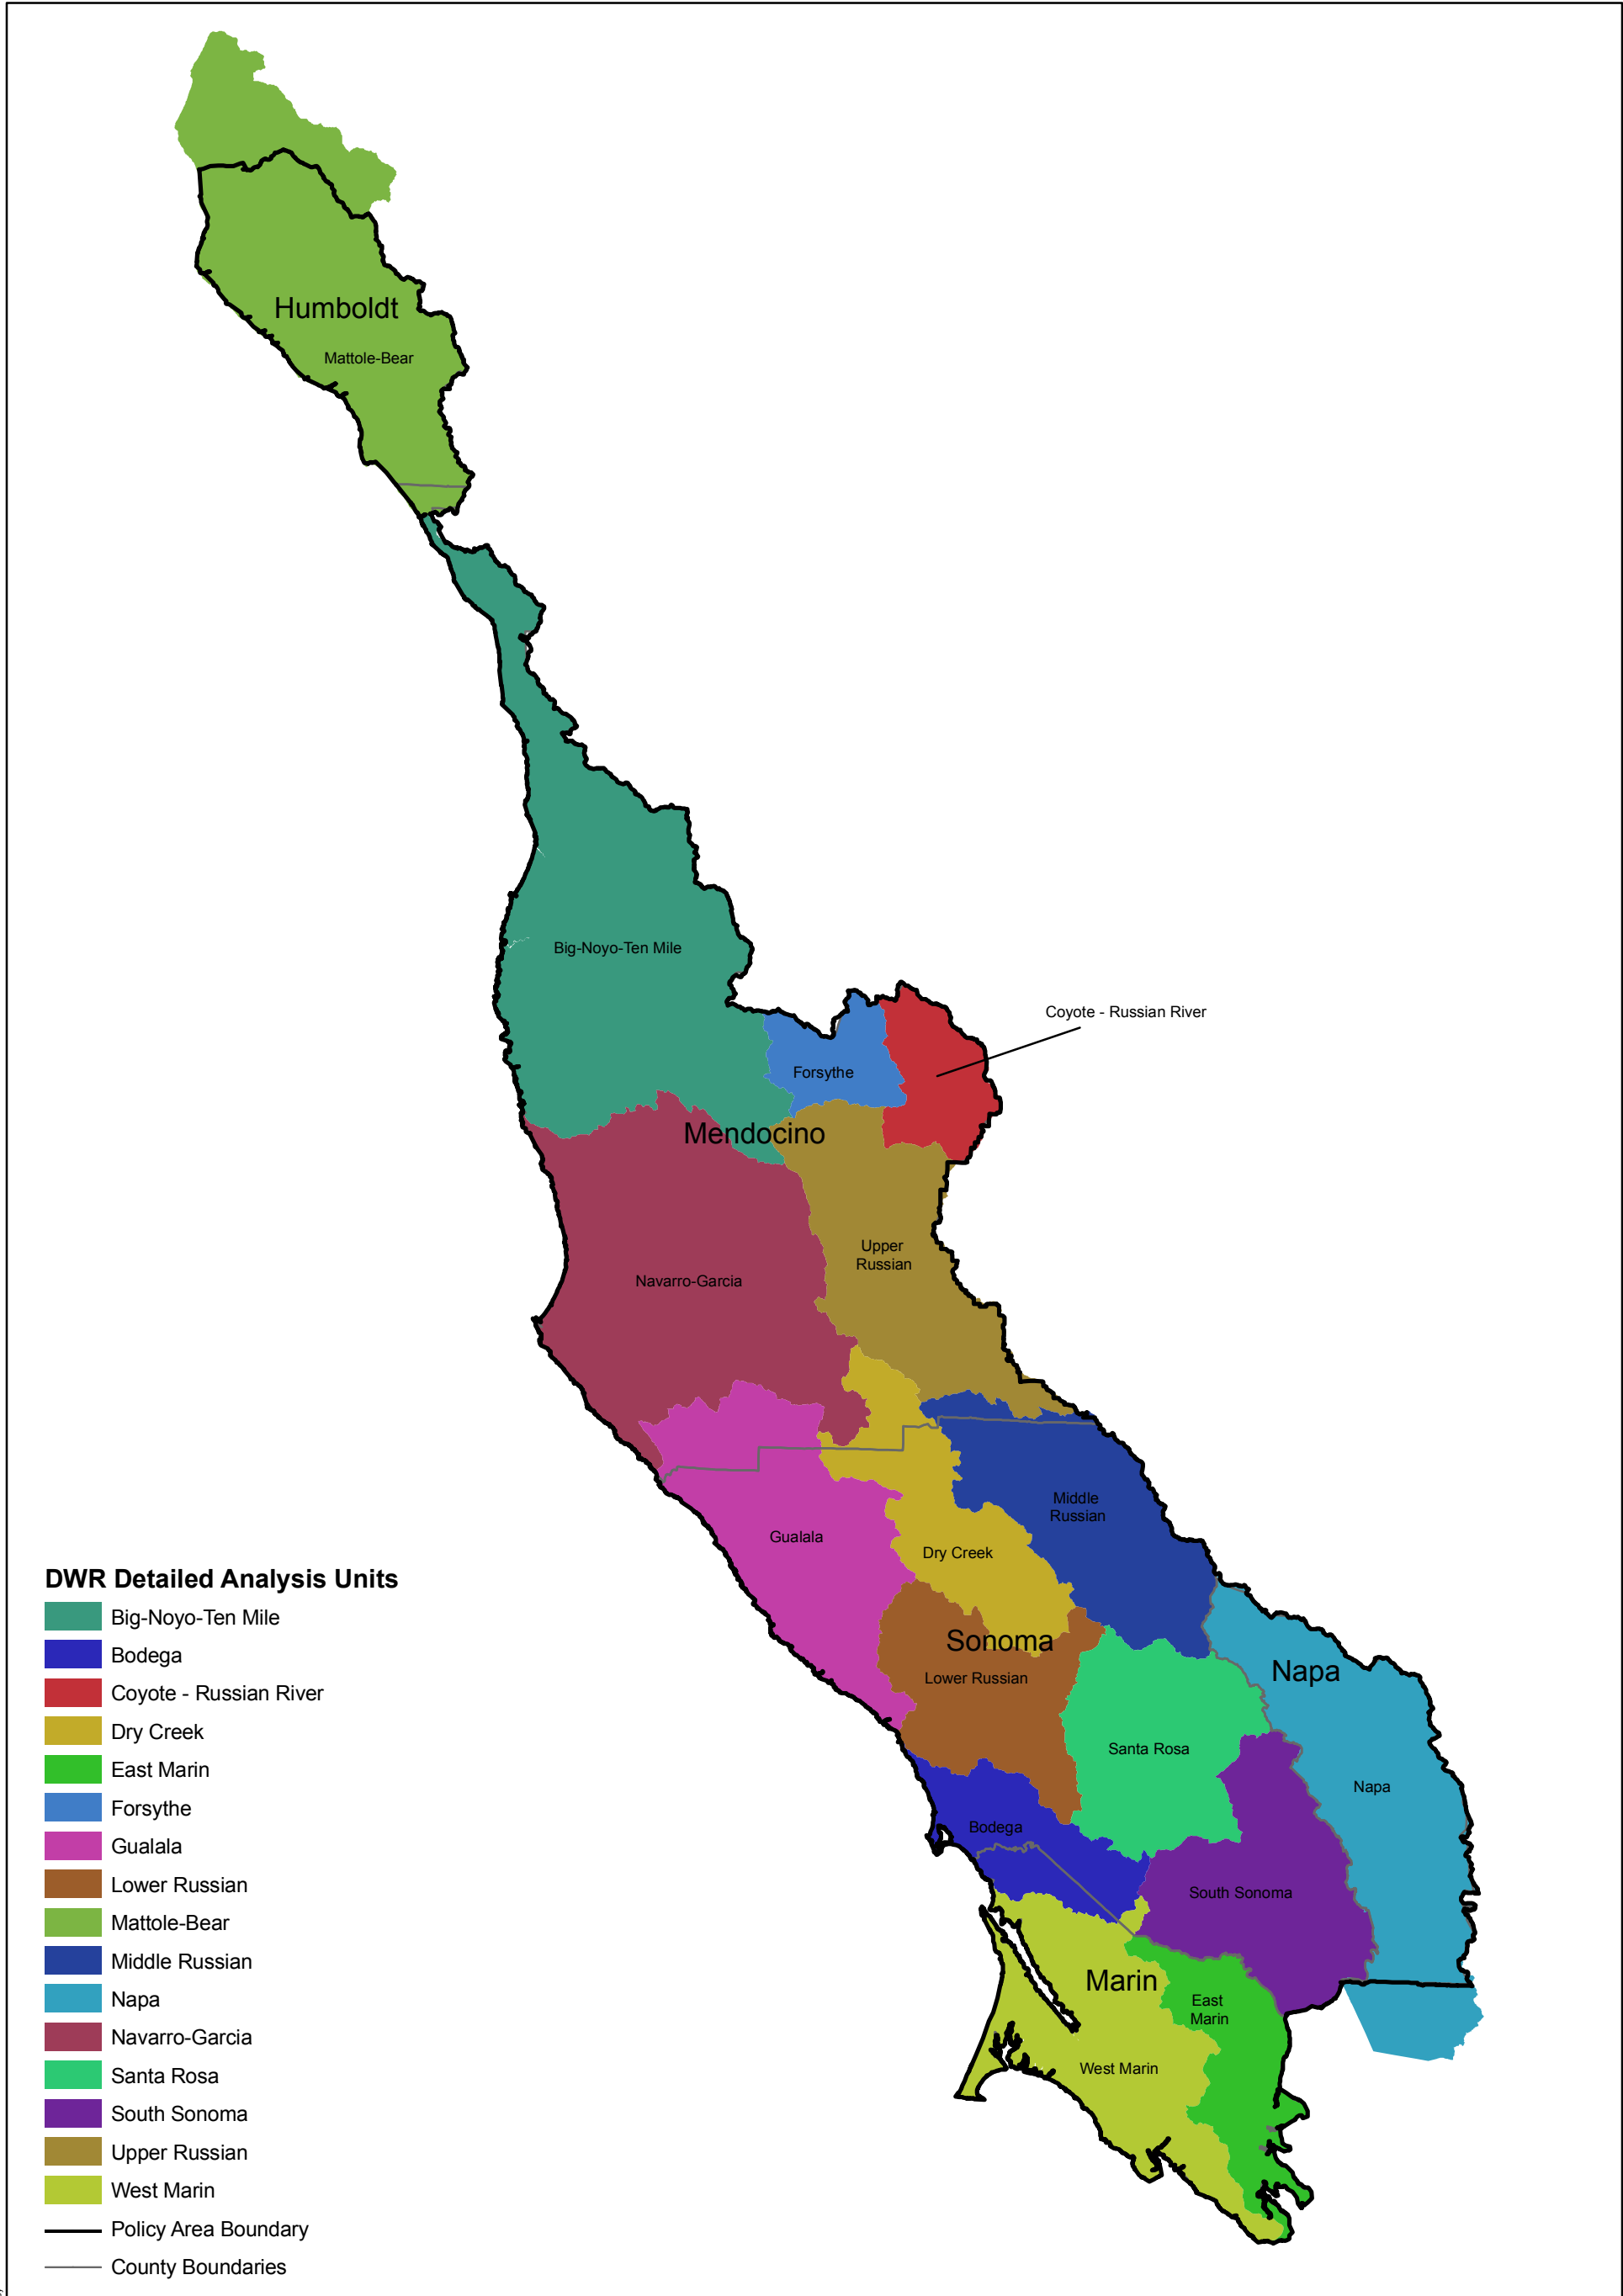 Humboldt
Mattole-Bear
Big-Noyo-Ten Mile
Coyote - Russian River
Forsythe
Mendocino
Upper
Russian
Navarro-Garcia
Middle
Russian
Gualala
Dry Creek
Sonoma
Lower Russian
Napa
Santa Rosa
Napa
Bodega
South Sonoma
Marin
East
Marin
West Marin
DWR Detailed Analysis Units
Big-Noyo-Ten Mile
Bodega
Coyote - Russian River
Dry Creek
East Marin
Forsythe
Gualala
Lower Russian
Mattole-Bear
Middle Russian
Napa
Navarro-Garcia
Santa Rosa
South Sonoma
Upper Russian
West Marin
Policy Area Boundary
County Boundaries